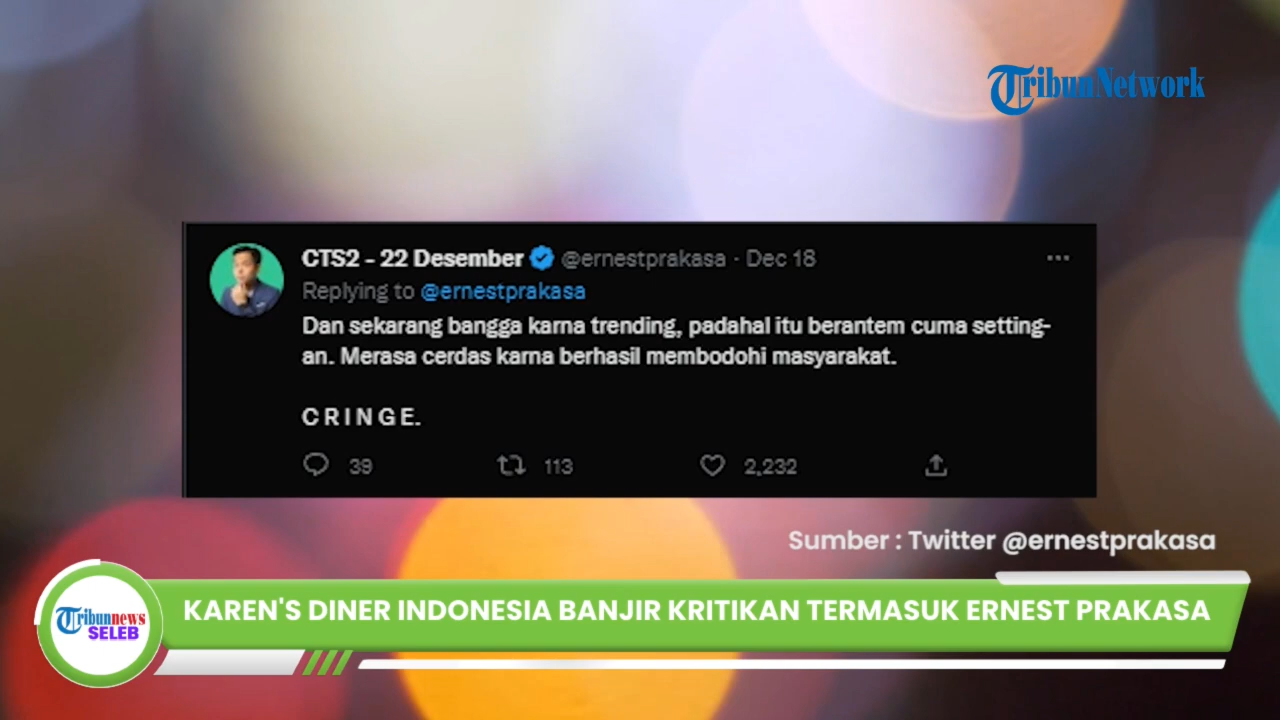 TribunNetwork
CTS2 - 22 Desember @ernestprakasa · Dec 18
Replying to @ernestprakasa
Dan sekarang bangga karna trending, padahal itu berantem cuma setting-
an. Merasa cerdas karna berhasil membodohi masyarakat.
C R I N G E.
39 113 2,232
Sumber : Twitter @ernestprakasa
KAREN'S DINER INDONESIA BANJIR KRITIKAN TERMASUK ERNEST PRAKASA
Tribunnews
SELEB